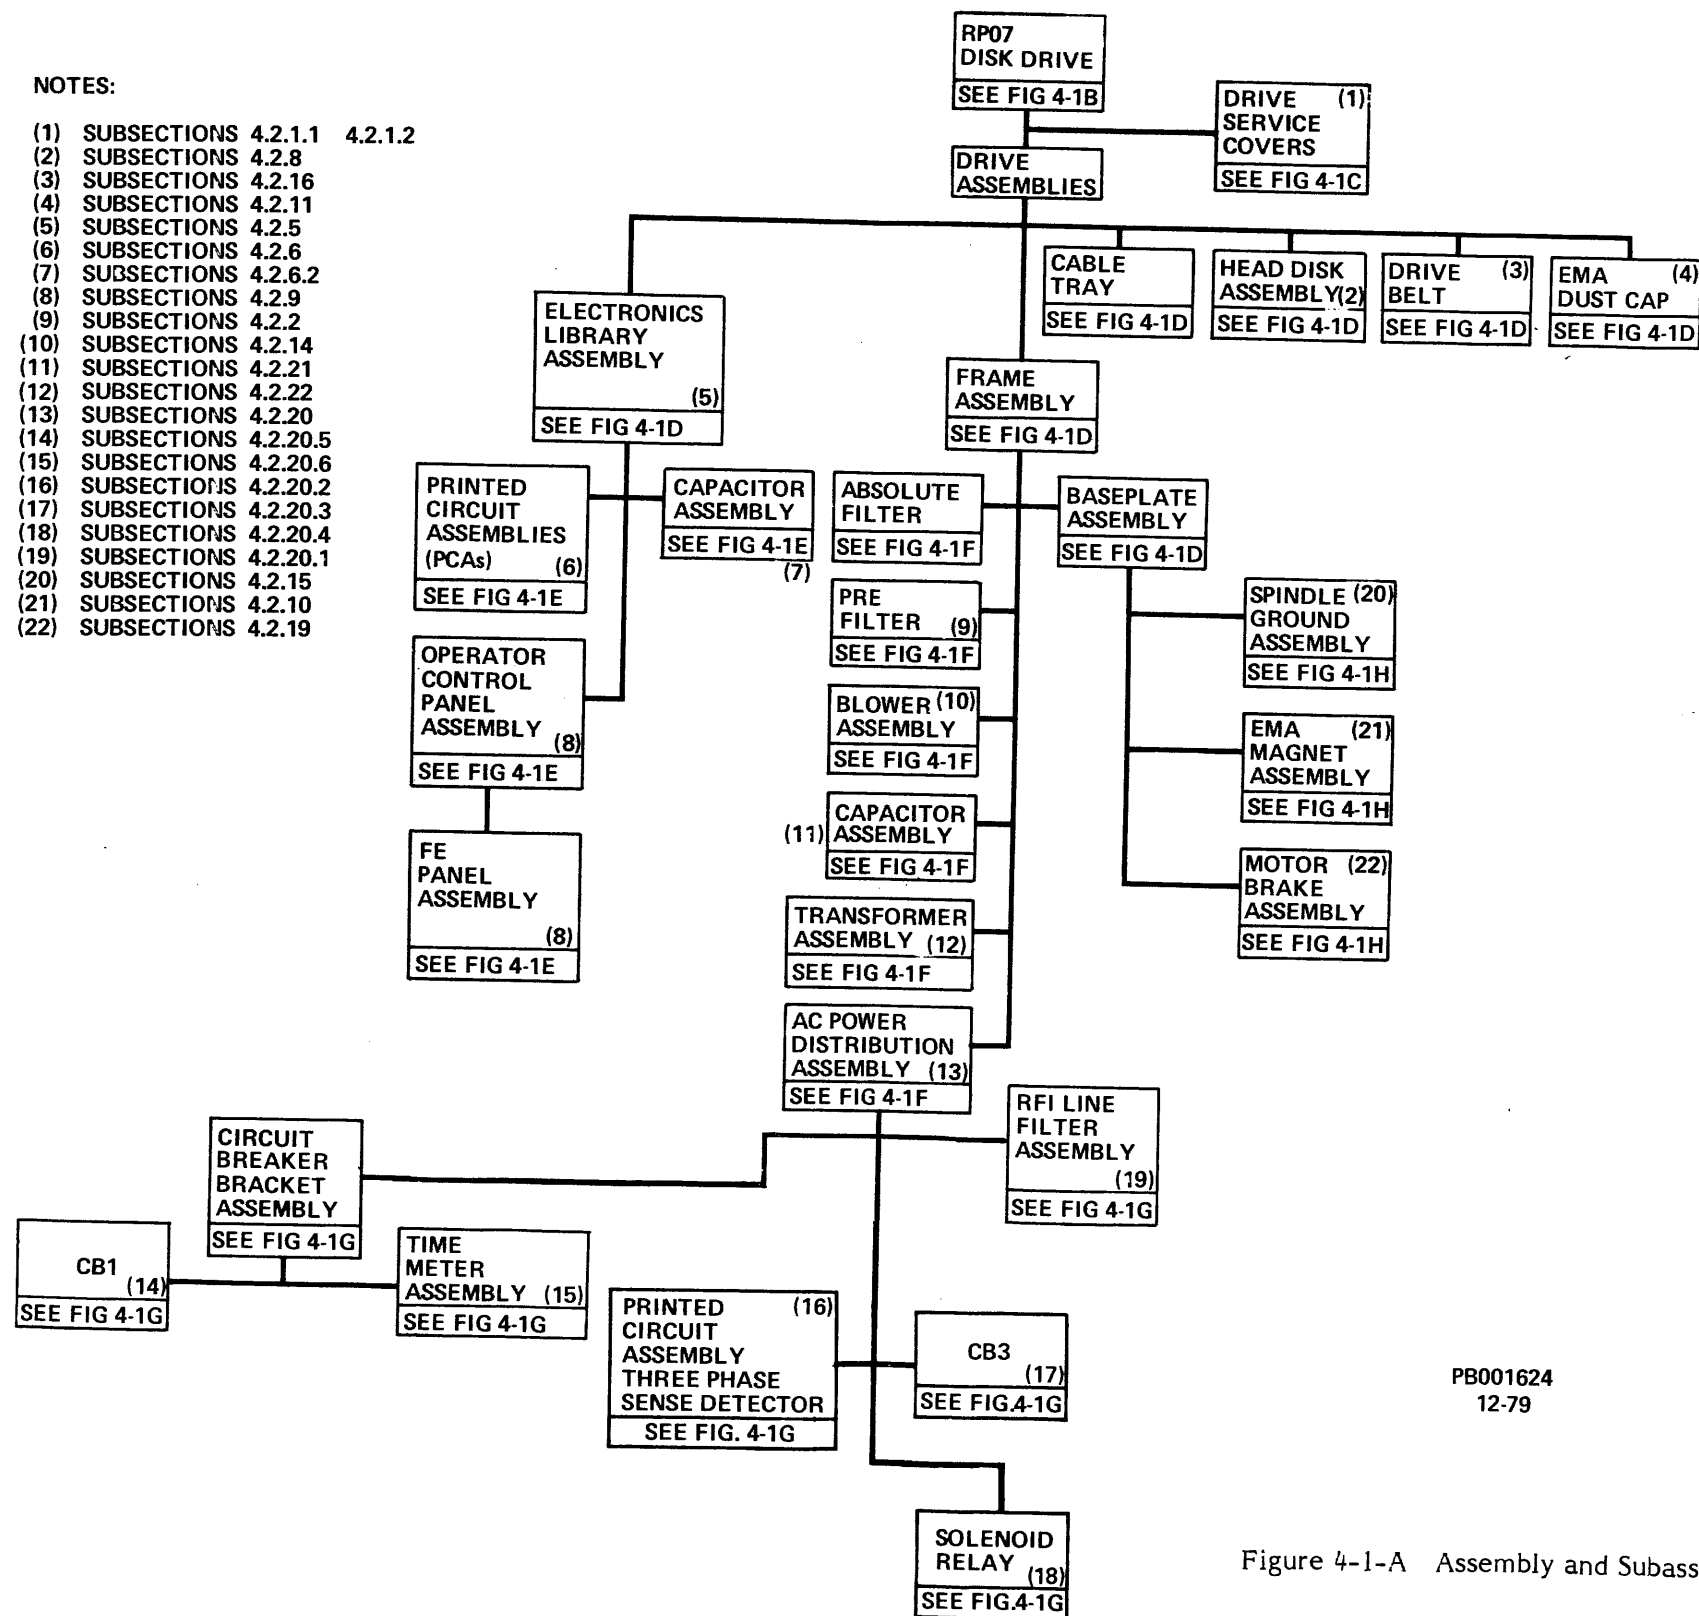 RP07
DISK DRIVE
SEE FIG 4-1B
DRIVE (1)
SERVICE
COVERS
SEE FIG 4-1C
DRIVE
ASSEMBLIES
NOTES:
(1) SUBSECTIONS 4.2.1.1 4.2.1.2
(2) SUBSECTIONS 4.2.8
(3) SUBSECTIONS 4.2.16
(4) SUBSECTIONS 4.2.11
(5) SUBSECTIONS 4.2.5
(6) SUBSECTIONS 4.2.6
(7) SUBSECTIONS 4.2.6.2
(8) SUBSECTIONS 4.2.9
(9) SUBSECTIONS 4.2.2
(10) SUBSECTIONS 4.2.14
(11) SUBSECTIONS 4.2.21
(12) SUBSECTIONS 4.2.22
(13) SUBSECTIONS 4.2.20
(14) SUBSECTIONS 4.2.20.5
(15) SUBSECTIONS 4.2.20.6
(16) SUBSECTIONS 4.2.20.2
(17) SUBSECTIONS 4.2.20.3
(18) SUBSECTIONS 4.2.20.4
(19) SUBSECTIONS 4.2.20.1
(20) SUBSECTIONS 4.2.15
(21) SUBSECTIONS 4.2.10
(22) SUBSECTIONS 4.2.19
CABLE
TRAY
SEE FIG 4-1D
HEAD DISK
ASSEMBLY(2)
SEE FIG 4-1D
DRIVE (3)
BELT
SEE FIG 4-1D
EMA (4)
DUST CAP
SEE FIG 4-1D
ELECTRONICS
LIBRARY
ASSEMBLY
(5)
SEE FIG 4-1D
FRAME
ASSEMBLY
SEE FIG 4-1D
PRINTED
CIRCUIT
ASSEMBLIES
(PCAs) (6)
SEE FIG 4-1E
CAPACITOR
ASSEMBLY
SEE FIG 4-1E
(7)
OPERATOR
CONTROL
PANEL
ASSEMBLY
(8)
SEE FIG 4-1E
FE
PANEL
ASSEMBLY
(8)
SEE FIG 4-1E
ABSOLUTE
FILTER
SEE FIG 4-1F
BASEPLATE
ASSEMBLY
SEE FIG 4-1D
PRE
FILTER (9)
SEE FIG 4-1F
BLOWER (10)
ASSEMBLY
SEE FIG 4-1F
CAPACITOR
(11) ASSEMBLY
SEE FIG 4-1F
TRANSFORMER
ASSEMBLY (12)
SEE FIG 4-1F
AC POWER
DISTRIBUTION
ASSEMBLY (13)
SEE FIG 4-1F
SPINDLE (20)
GROUND
ASSEMBLY
SEE FIG 4-1H
EMA (21)
MAGNET
ASSEMBLY
SEE FIG 4-1H
MOTOR (22)
BRAKE
ASSEMBLY
SEE FIG 4-1H
RFI LINE
FILTER
ASSEMBLY
(19)
SEE FIG 4-1G
CIRCUIT
BREAKER
BRACKET
ASSEMBLY
SEE FIG 4-1G
CB1
(14)
SEE FIG 4-1G
TIME
METER
ASSEMBLY (15)
SEE FIG 4-1G
PRINTED (16)
CIRCUIT
ASSEMBLY
THREE PHASE
SENSE DETECTOR
SEE FIG. 4-1G
CB3
(17)
SEE FIG.4-1G
SOLENOID
RELAY (18)
SEE FIG.4-1G
PB001624
12-79
Figure 4-1-A Assembly and Subass